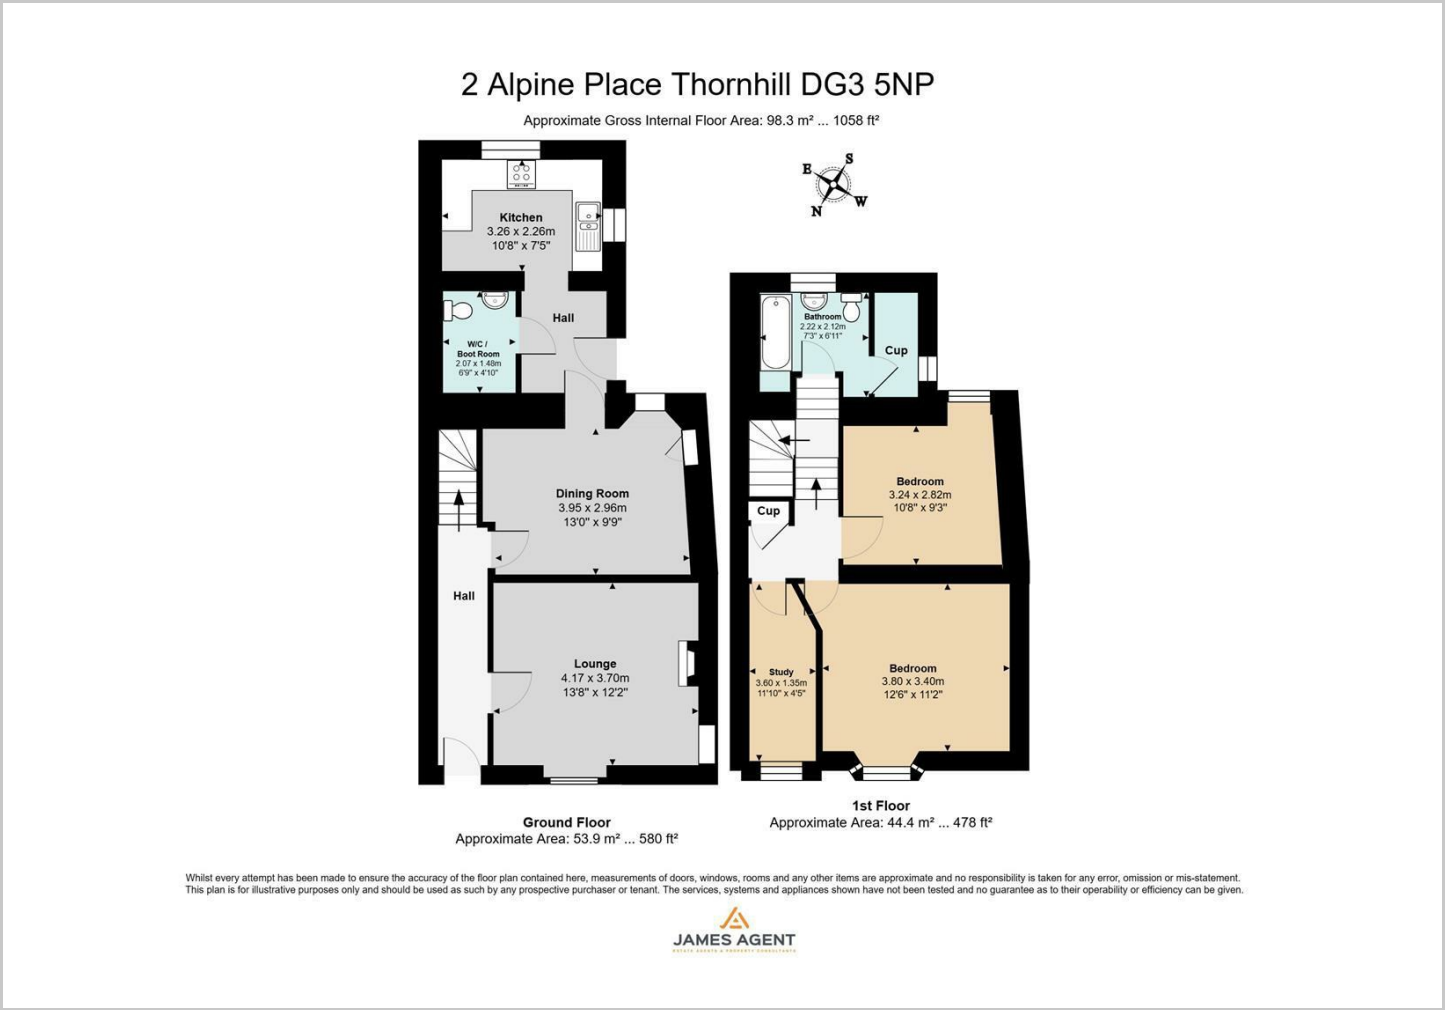 2 Alpine Place Thornhill DG3 5NP
Approximate Gross Internal Floor Area: 98.3 m² ... 1058 ft²
S
E
W
N
Kitchen
3.26 x 2.26m
10'8" x 7'5"
Hall
W/C /
Boot Room
2.07 x 1.48m
6'9" x 4'10"
Dining Room
3.95 x 2.96m
13'0" x 9'9"
Hall
Lounge
4.17 x 3.70m
13'8" x 12'2"
Ground Floor
Approximate Area: 53.9 m² ... 580 ft²
Bathroom
2.22 x 2.12m
7'3" x 6'11"
Cup
Bedroom
3.24 x 2.82m
10'8" x 9'3"
Cup
Study
3.60 x 1.35m
11'10" x 4'5"
Bedroom
3.80 x 3.40m
12'6" x 11'2"
1st Floor
Approximate Area: 44.4 m² ... 478 ft²
Whilst every attempt has been made to ensure the accuracy of the floor plan contained here, measurements of doors, windows, rooms and any other items are approximate and no responsibility is taken for any error, omission or mis-statement.
This plan is for illustrative purposes only and should be used as such by any prospective purchaser or tenant. The services, systems and appliances shown have not been tested and no guarantee as to their operability or efficiency can be given.
JAMES AGENT
ESTATE AGENTS & PROPERTY CONSULTANTS